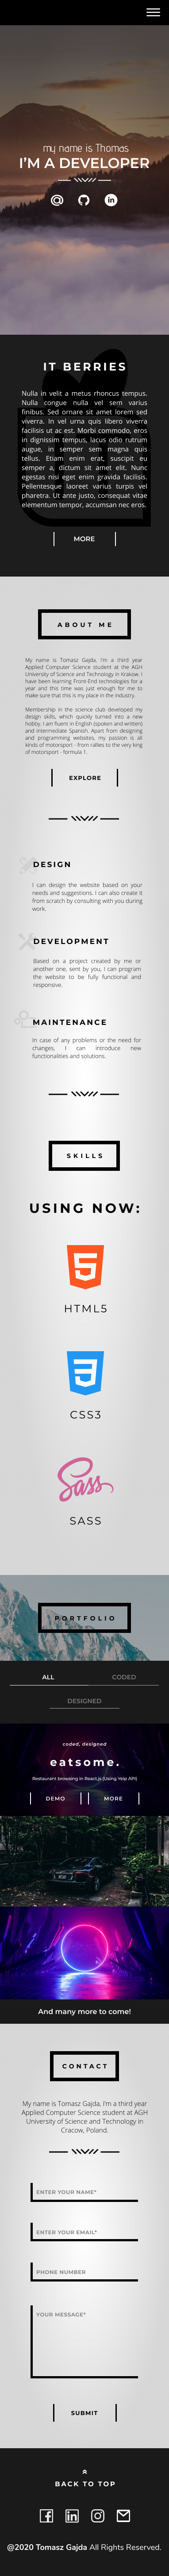 my name is Thomas
I'M A DEVELOPER
IT BERRIES
Nulla in velit a metus rhoncus tempus.
Nulla congue nulla vel sem varius
finibus. Sed ornare sit amet lorem sed
viverra. In vel urna quis libero viverra
facilisis ut ac est. Morbi commodo, eros
in dignissim tempus, lacus odio rutrum
augue, in semper sem magna quis
tellus. Etiam enim erat, suscipit eu
semper a, dictum sit amet ex. Nunc
egestas nisi eget enim gravida facilisis.
Pellentesque laoreet varius turpis vel
pharetra. Ut ante justo, consequat vitae
elementum tempor, accumsan nec eros.
MORE
ABOUT ME
My name is Tomasz Gajda, I'm a third year
Applied Computer Science student at the AGH
University of Science and Technology in Krakow. I
have been learning Front-End technologies for a
year and this time was just enough for me to
make sure that this is my place in the industry.
Membership in the science club developed my
design skills, which quickly turned into a new
hobby. I am fluent in English spoken and written
and intermediate Spanish. Apart from designing
and programming websites, my passion is all
kinds of motorsport - from rallies to the very king
of motorsport - formula 1.
EXPLORE
DESIGN
I can design the website based on your
needs and suggestions. I can also create it
from scratch by consulting with you during
work.
DEVELOPMENT
Based on a project created by me or
another one, sent by you, I can program
the website to be fully functional and
responsive.
MAINTENANCE
In case of any problems or the need for
changes, I can introduce new
functionalities and solutions.
SKILLS
USING NOW:
HTML5
CSS3
Sass
SASS
PORTFOLIO
ALL CODED
DESIGNED
coded, designed
eatsome.
Restaurant browsing in React.js (Using Yelp API)
DEMO MORE
And many more to come!
CONTACT
My name is Tomasz Gajda, I'm a third year
Applied Computer Science student at AGH
University of Science and Technology in
Cracow, Poland.
ENTER YOUR NAME*
ENTER YOUR EMAIL*
PHONE NUMBER
YOUR MESSAGE*
SUBMIT
BACK TO TOP
@2020 Tomasz Gajda All Rights Reserved.